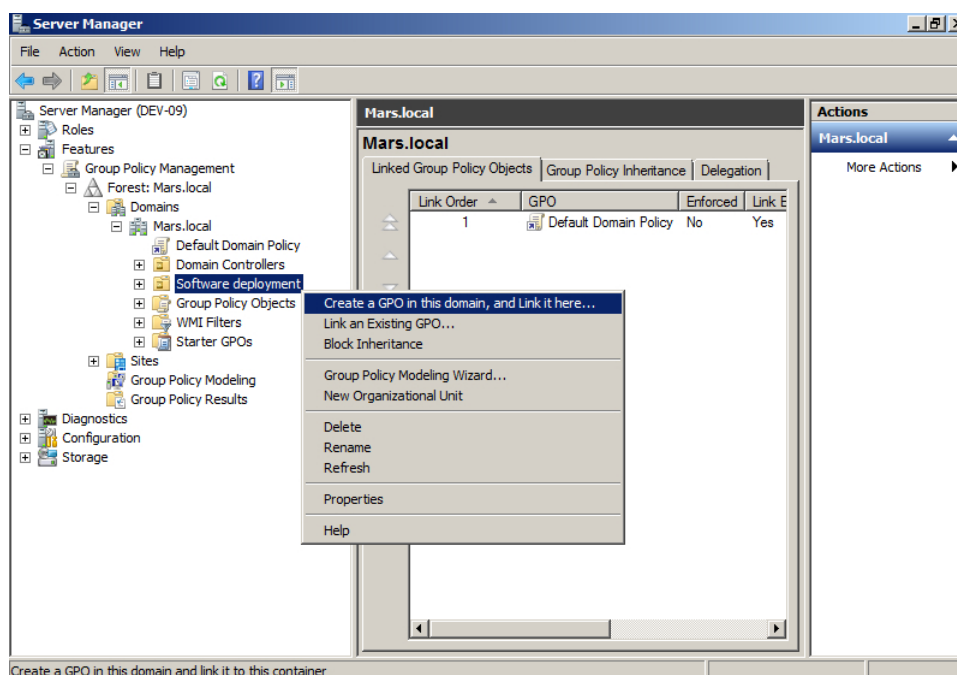 Server Manager
File Action View Help
Server Manager (DEV-09)
Roles
Features
Group Policy Management
Forest: Mars.local
Domains
Mars.local
Default Domain Policy
Domain Controllers
Software deployment
Group Policy Objects
WMI Filters
Starter GPOs
Sites
Group Policy Modeling
Group Policy Results
Diagnostics
Configuration
Storage
Mars.local
Mars.local
Linked Group Policy Objects Group Policy Inheritance Delegation
Link Order GPO Enforced Link E
1 Default Domain Policy No Yes
Create a GPO in this domain, and Link it here...
Link an Existing GPO...
Block Inheritance
Group Policy Modeling Wizard...
New Organizational Unit
Delete
Rename
Refresh
Properties
Help
Actions
Mars.local
More Actions
Create a GPO in this domain and link it to this container